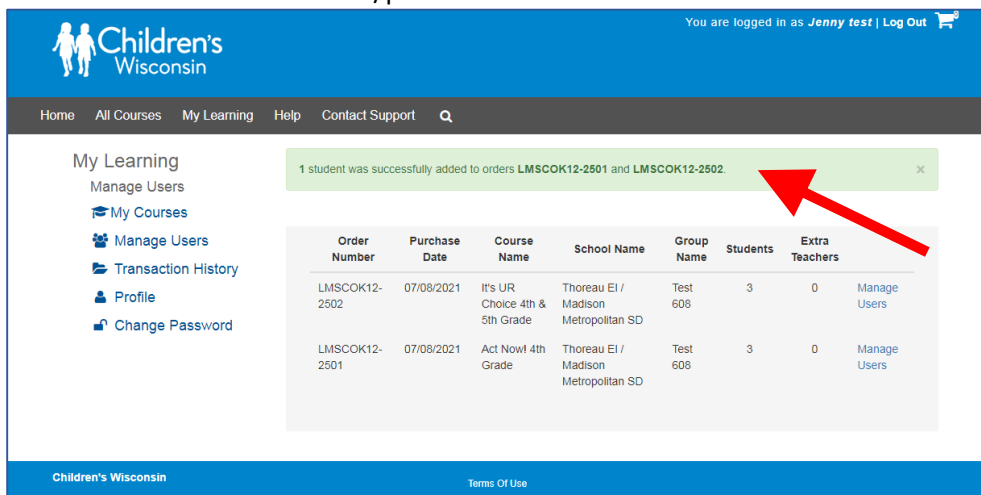 You are logged in as Jenny test | Log Out 0
Children's
Wisconsin
Home All Courses My Learning Help Contact Support
My Learning
Manage Users
My Courses
Manage Users
Transaction History
Profile
Change Password
1 student was successfully added to orders LMSCOK12-2501 and LMSCOK12-2502. ×
Order Number Purchase Date Course Name School Name Group Name Students Extra Teachers
LMSCOK12- 07/08/2021 It's UR Thoreau El / Test 3 0 Manage
2502 Choice 4th & Madison 608 Users
5th Grade Metropolitan SD
LMSCOK12- 07/08/2021 Act Now! 4th Thoreau El / Test 3 0 Manage
2501 Grade Madison 608 Users
Metropolitan SD
Children's Wisconsin
Terms Of Use